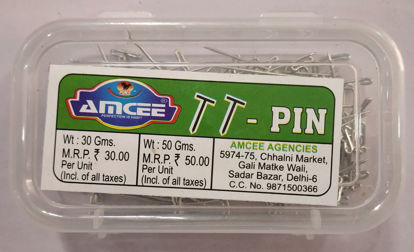 AMCEE
PERFECTION IS HABIT
TT - PIN
Wt : 30 Gms.
M.R.P. ₹ 30.00
Per Unit
(Incl. of all taxes)
Wt : 50 Gms.
M.R.P. ₹ 50.00
Per Unit
(Incl. of all taxes)
AMCEE AGENCIES
5974-75, Chhalni Market,
Gali Matke Wali,
Sadar Bazar, Delhi-6
C.C. No. 9871500366